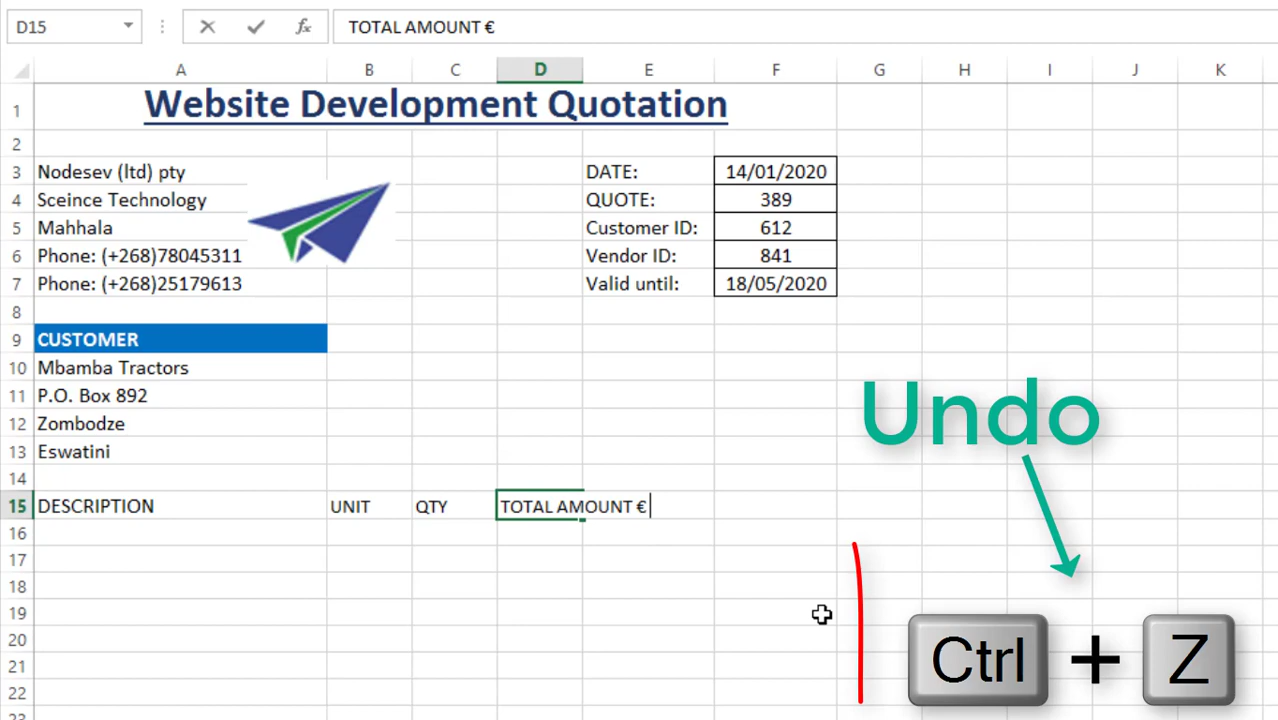 D15 fx TOTAL AMOUNT €
A B C D E F G H I J K
1 Website Development Quotation
2
3 Nodesev (ltd) pty DATE: 14/01/2020
4 Sceince Technology QUOTE: 389
5 Mahhala Customer ID: 612
6 Phone: (+268)78045311 Vendor ID: 841
7 Phone: (+268)25179613 Valid until: 18/05/2020
8
9 CUSTOMER
10 Mbamba Tractors
11 P.O. Box 892
12 Zombodze
13 Eswatini
Undo
14
15 DESCRIPTION UNIT QTY TOTAL AMOUNT €
16
17
18
19
20
21
22
23
Ctrl + Z